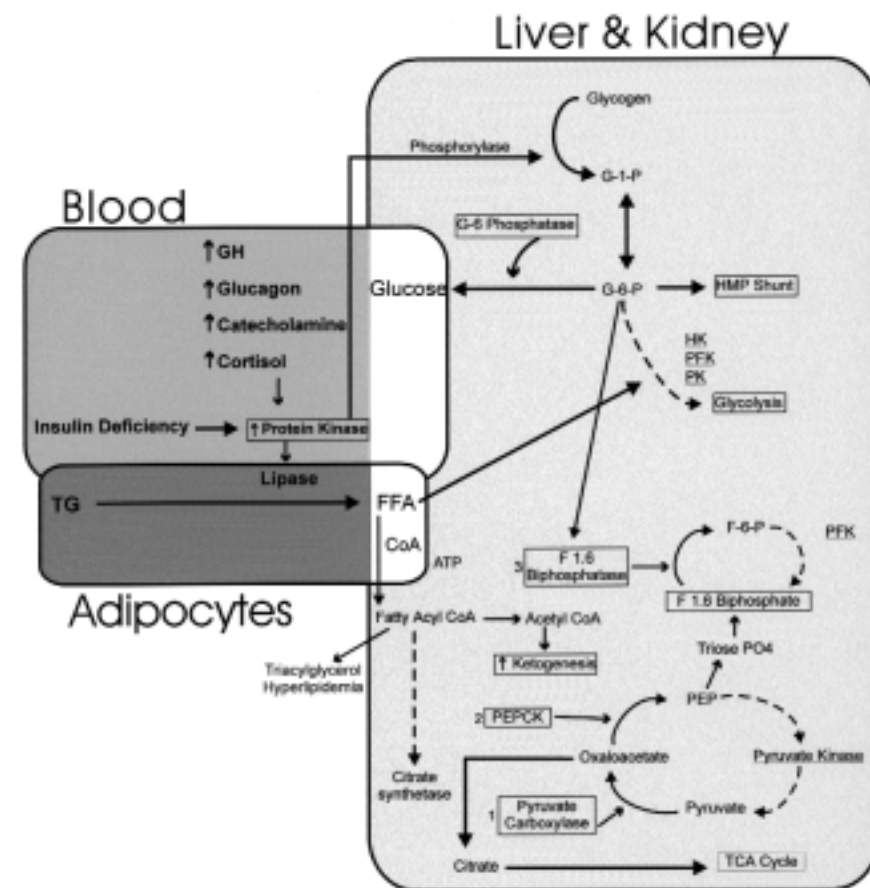 Liver & Kidney
Glycogen
Phosphorylase
G-1-P
Blood
↑GH
G-6 Phosphatase
↑Glucagon
Glucose
G-6-P
HMP Shunt
↑Catecholamine
HK
↑Cortisol
PFK
PK
Glycolysis
Insulin Deficiency
↑Protein Kinase
Lipase
TG
FFA
CoA
ATP
F-6-P
PFK
3
F 1.6
Biphosphatase
Adipocytes
F 1.6 Biphosphate
Fatty Acyl CoA
Acetyl CoA
Triose PO4
Triacylglycerol
Hyperlipidemia
↑ Ketogenesis
PEP
2
PEPCK
Oxaloacetate
Pyruvate Kinase
Citrate
synthetase
1
Pyruvate
Carboxylase
Pyruvate
Citrate
TCA Cycle